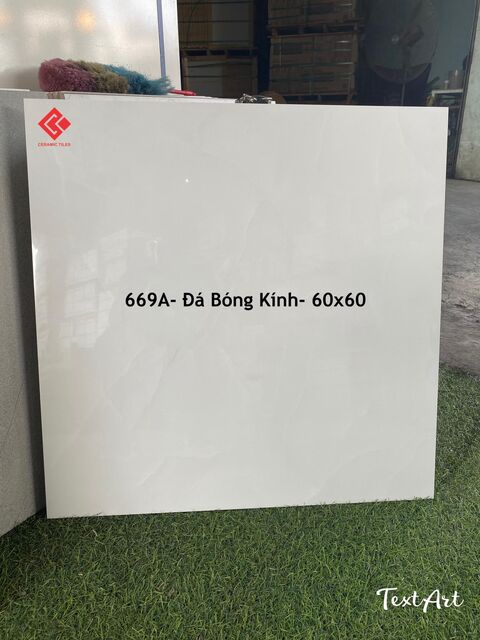 CERAMIC TILES
669A- Đá Bóng Kính- 60x60
TextArt